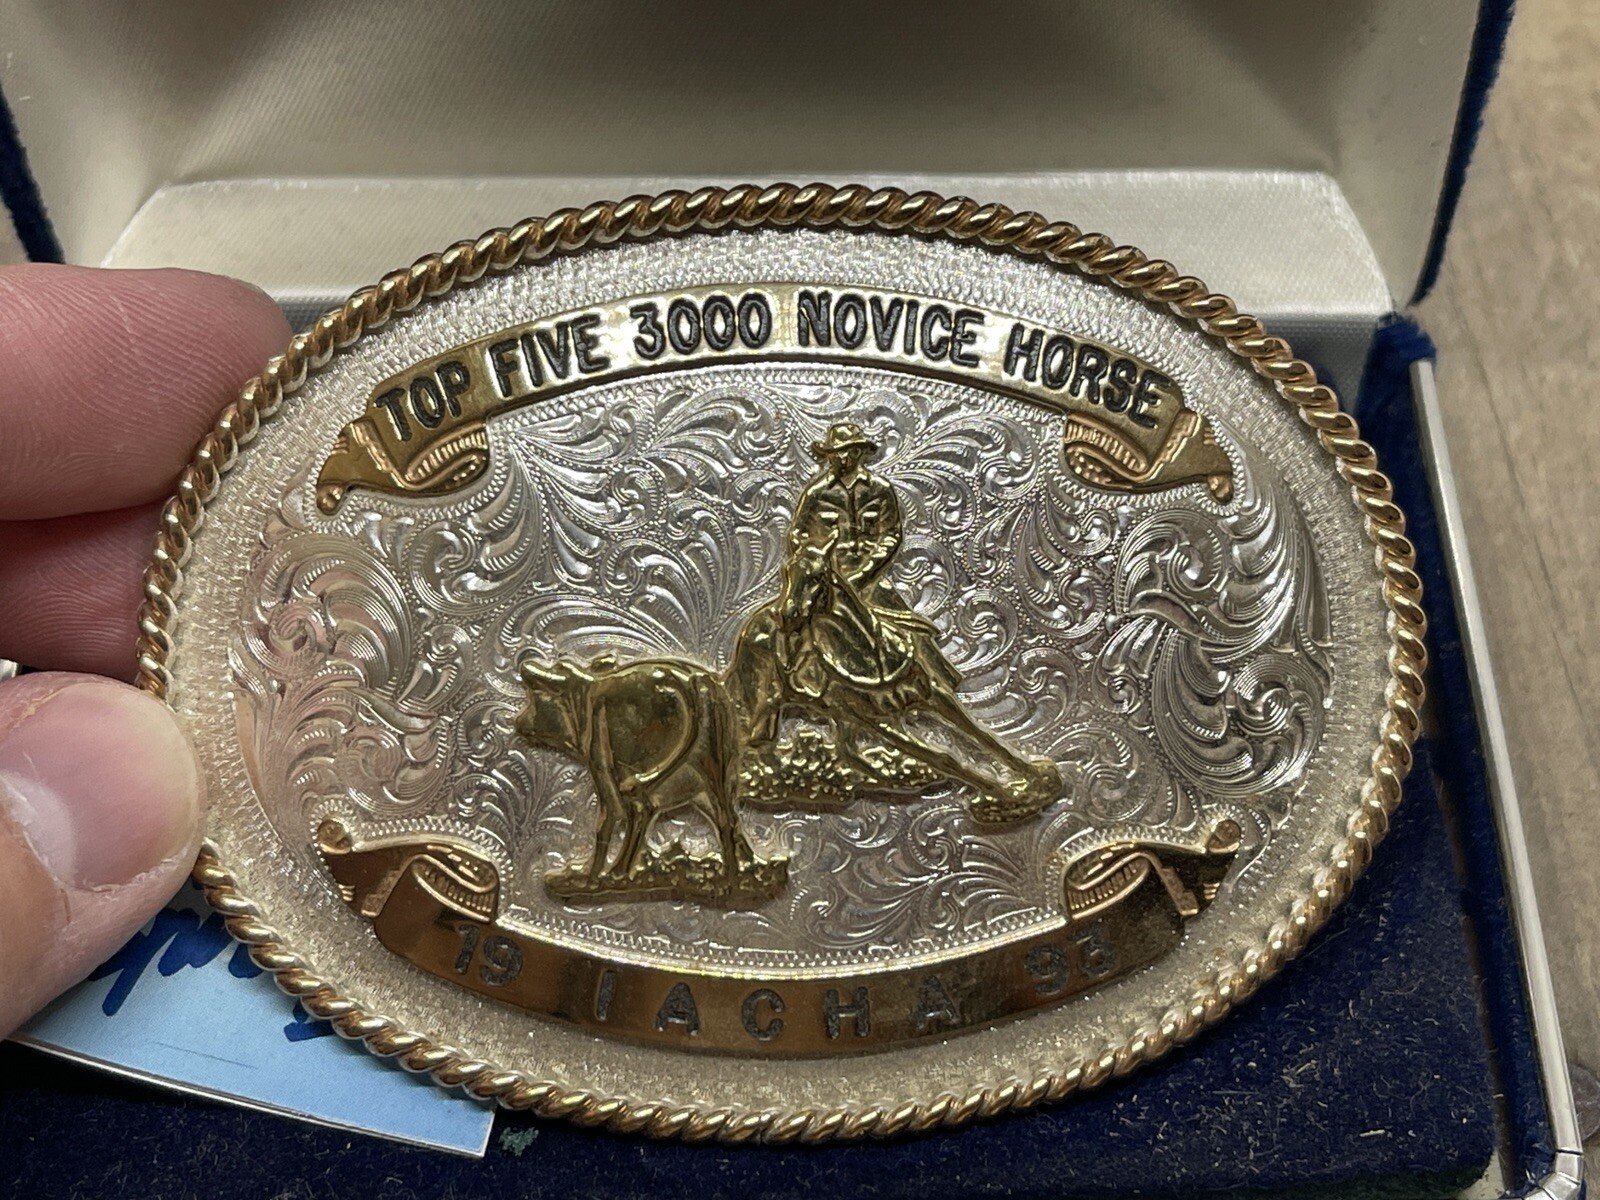 TOP FIVE 3000 NOVICE HORSE
19 IACHA 93